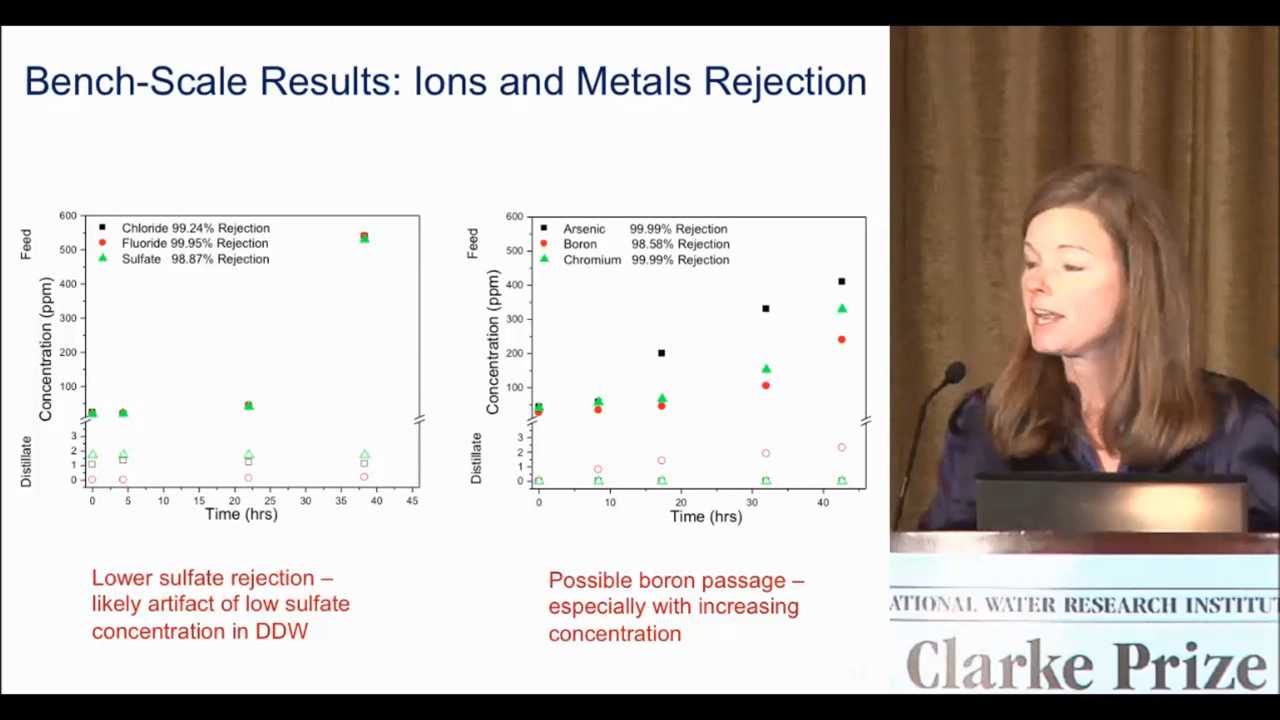 Bench-Scale Results: Ions and Metals Rejection
Feed
Distillate
Concentration (ppm)
600
500
400
300
200
100
3
2
1
0
Chloride 99.24% Rejection
Fluoride 99.95% Rejection
Sulfate 98.87% Rejection
0 5 10 15 20 25 30 35 40 45
Time (hrs)
Feed
Distillate
Concentration (ppm)
600
500
400
300
200
100
3
2
1
0
Arsenic 99.99% Rejection
Boron 98.58% Rejection
Chromium 99.99% Rejection
0 10 20 30 40
Time (hrs)
Lower sulfate rejection –
likely artifact of low sulfate
concentration in DDW
Possible boron passage –
especially with increasing
concentration
ATIONAL WATER RESEARCH INSTITU
Clarke Prize